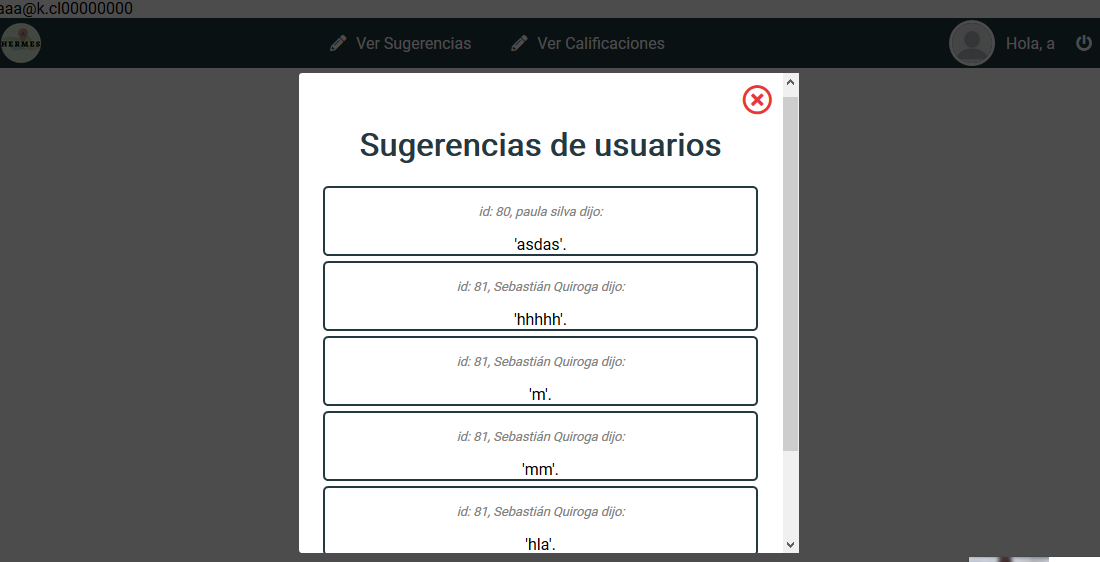 aaa@k.cl00000000
HERMES
Ver Sugerencias
Ver Calificaciones
Hola, a
Sugerencias de usuarios
id: 80, paula silva dijo:
'asdas'.
id: 81, Sebastián Quiroga dijo:
'hhhhh'.
id: 81, Sebastián Quiroga dijo:
'm'.
id: 81, Sebastián Quiroga dijo:
'mm'.
id: 81, Sebastián Quiroga dijo:
'hla'.